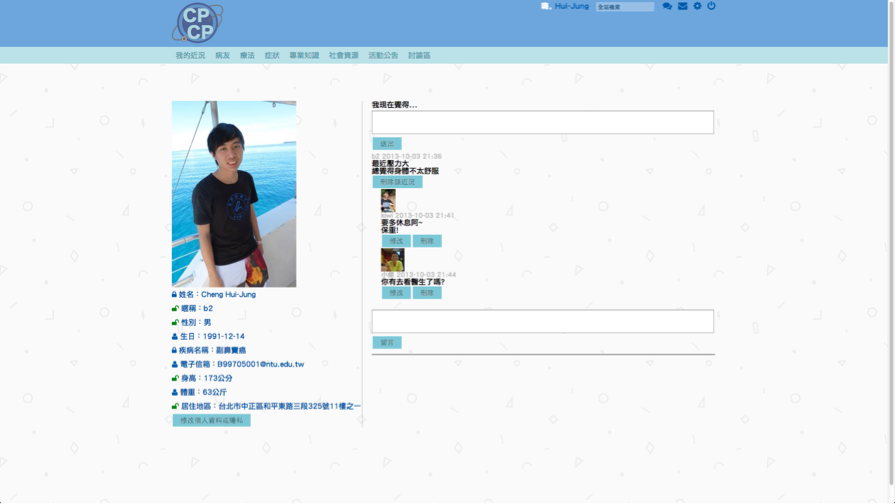 CP
CP
Hui-Jung
全站搜索
我的近況 病友 療法 症狀 專業知識 社會資源 活動公告 討論區
我現在覺得...
送出
b2 2013-10-03 21:36
最近壓力大
總覺得身體不太舒服
刪除該近況
2013-10-03 21:41
要多休息阿~
保重!
修改 刪除
2013-10-03 21:44
你有去看醫生了嗎?
修改 刪除
留言
姓名：Cheng Hui-Jung
暱稱：b2
性別：男
生日：1991-12-14
疾病名稱：副鼻竇癌
電子信箱：B99705001@ntu.edu.tw
身高：173公分
體重：63公斤
居住地區：台北市中正區和平東路三段325號11樓之一
修改個人資料或隱私